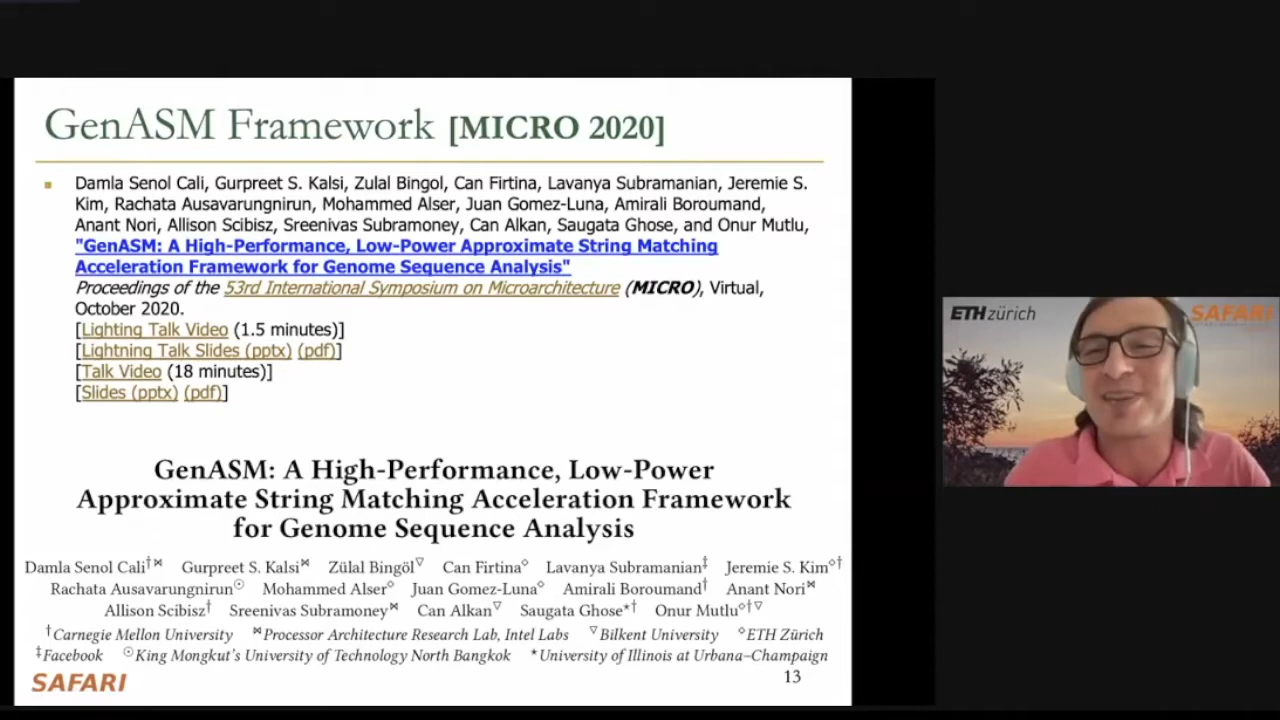 GenASM Framework [MICRO 2020]
Damla Senol Cali, Gurpreet S. Kalsi, Zulal Bingol, Can Firtina, Lavanya Subramanian, Jeremie S.
Kim, Rachata Ausavarungnirun, Mohammed Alser, Juan Gomez-Luna, Amirali Boroumand,
Anant Nori, Allison Scibisz, Sreenivas Subramoney, Can Alkan, Saugata Ghose, and Onur Mutlu,
"GenASM: A High-Performance, Low-Power Approximate String Matching
Acceleration Framework for Genome Sequence Analysis"
Proceedings of the 53rd International Symposium on Microarchitecture (MICRO), Virtual,
October 2020.
[Lighting Talk Video (1.5 minutes)]
[Lightning Talk Slides (pptx) (pdf)]
[Talk Video (18 minutes)]
[Slides (pptx) (pdf)]
GenASM: A High-Performance, Low-Power
Approximate String Matching Acceleration Framework
for Genome Sequence Analysis
Damla Senol Cali†⋈ Gurpreet S. Kalsi⋈ Zülal Bingöl▽ Can Firtina◇ Lavanya Subramanian‡ Jeremie S. Kim◇†
Rachata Ausavarungnirun⊙ Mohammed Alser◇ Juan Gomez-Luna◇ Amirali Boroumand† Anant Nori⋈
Allison Scibisz† Sreenivas Subramoney⋈ Can Alkan▽ Saugata Ghose⋆† Onur Mutlu◇†▽
†Carnegie Mellon University ⋈Processor Architecture Research Lab, Intel Labs ▽Bilkent University ◇ETH Zürich
‡Facebook ⊙King Mongkut's University of Technology North Bangkok ⋆University of Illinois at Urbana–Champaign
SAFARI
13
ETH zürich
SAFARI